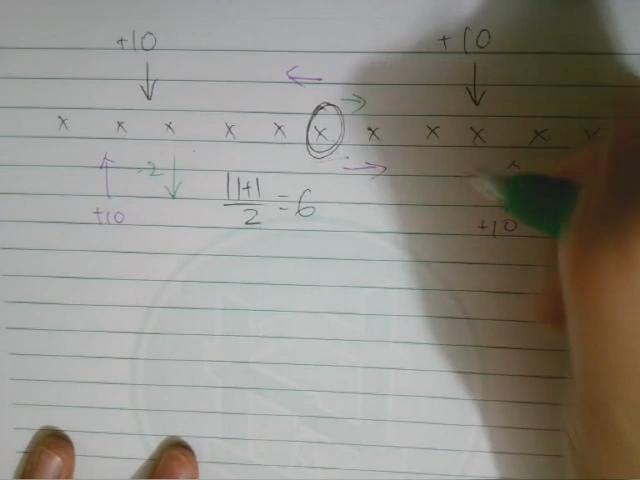 +10 +10
x x x x x x x x x x x
-2
+10 11+1/2 = 6 +10